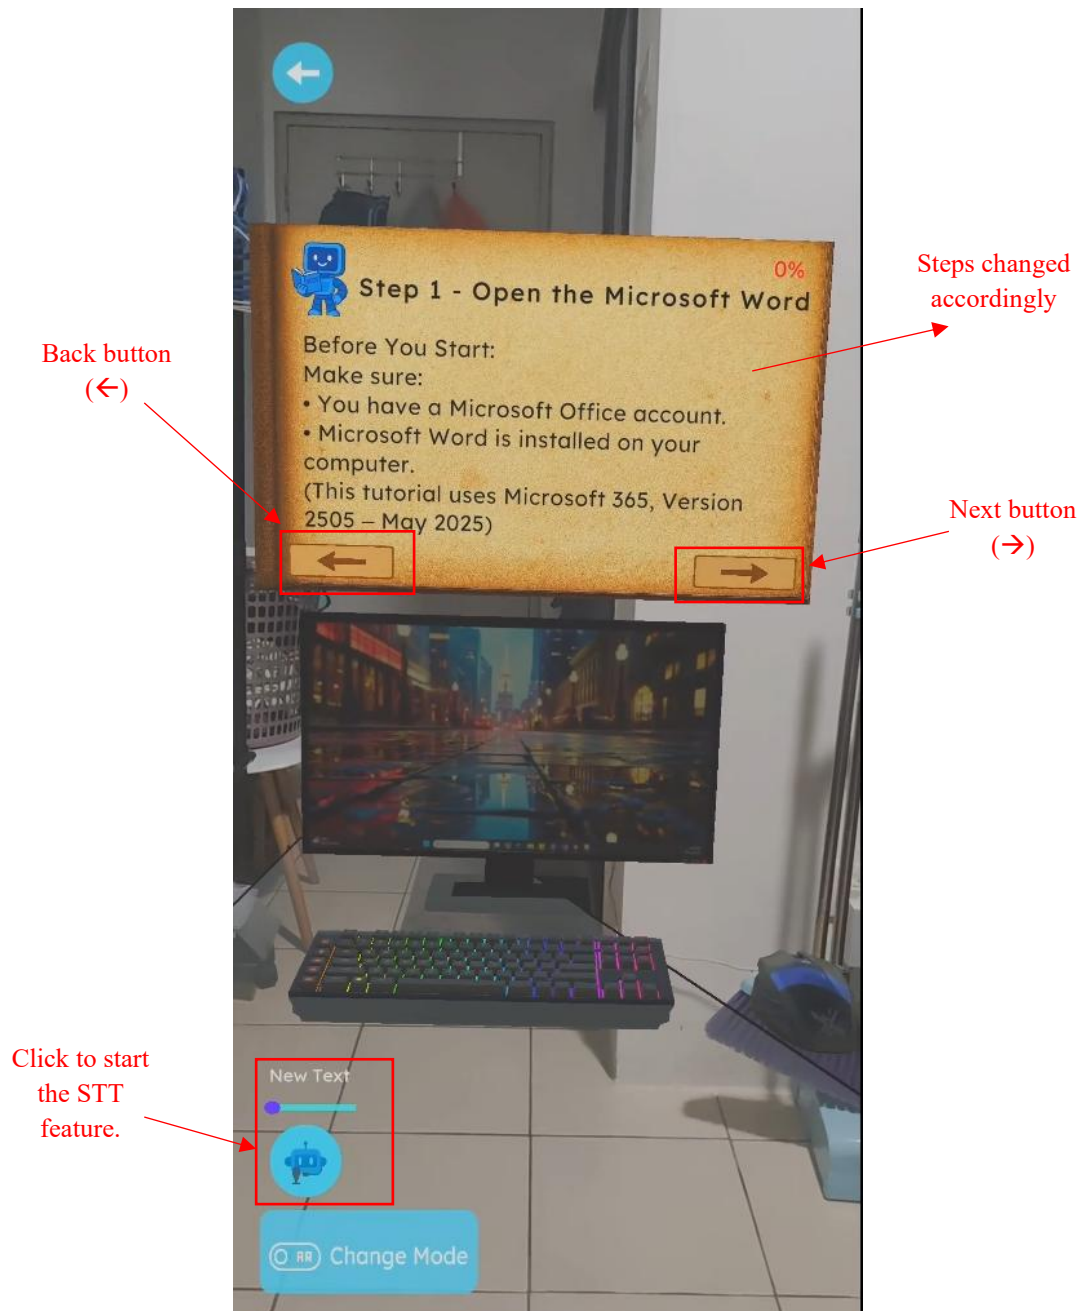 0%
Step 1 - Open the Microsoft Word
Before You Start:
Make sure:
• You have a Microsoft Office account.
• Microsoft Word is installed on your
computer.
(This tutorial uses Microsoft 365, Version
2505 – May 2025)
Steps changed
accordingly
Back button
(←)
Next button
(→)
Click to start
the STT
feature.
New Text
AR Change Mode